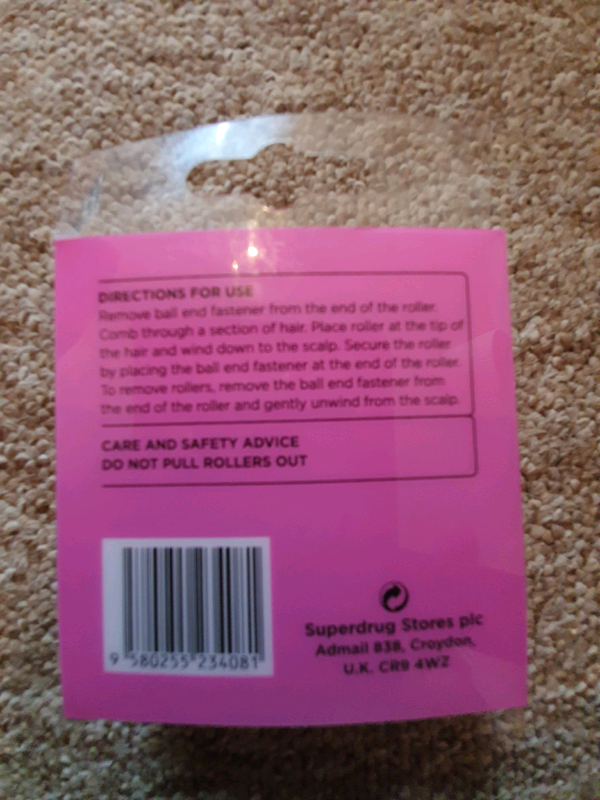 DIRECTIONS FOR USE
Remove ball end fastener from the end of the roller.
Comb through a section of hair. Place roller at the tip of
the hair and wind down to the scalp. Secure the roller
by placing the ball end fastener at the end of the roller.
To remove rollers, remove the ball end fastener from
the end of the roller and gently unwind from the scalp.
CARE AND SAFETY ADVICE
DO NOT PULL ROLLERS OUT
9 580255 234081
Superdrug Stores plc
Admail 838, Croydon,
U.K. CR9 4WZ